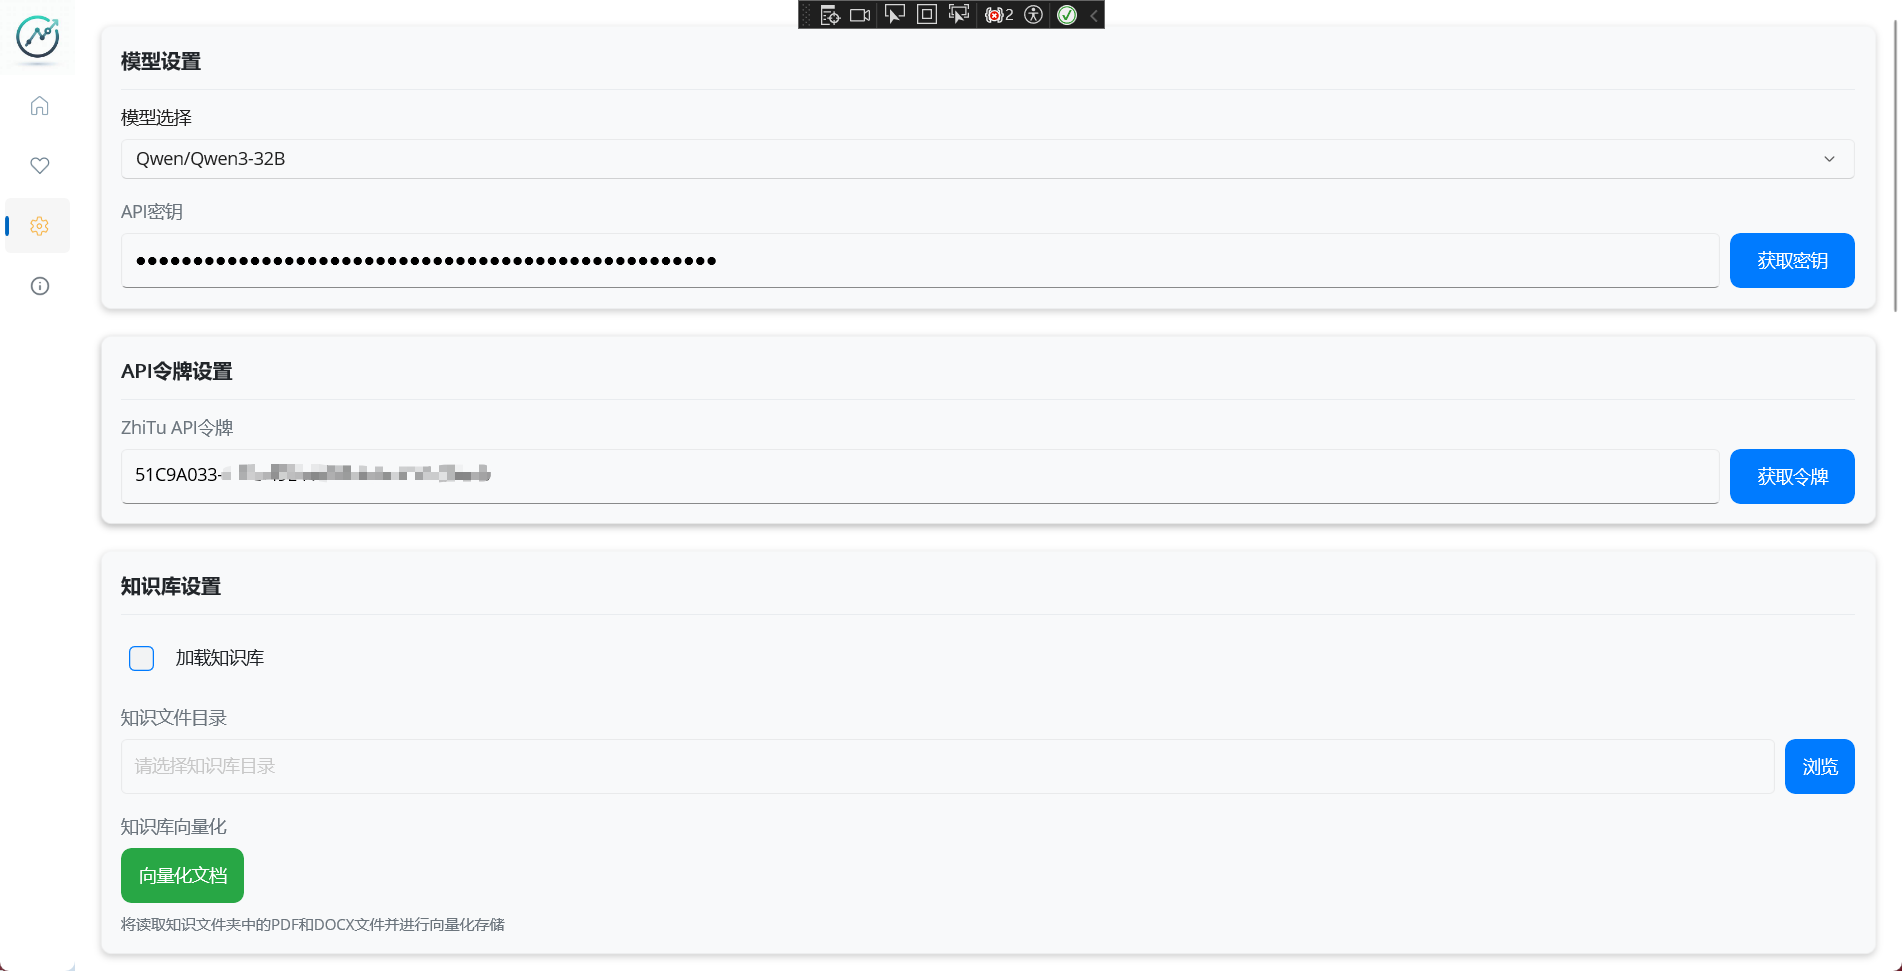 2
模型设置
模型选择
Qwen/Qwen3-32B
API密钥
获取密钥
API令牌设置
ZhiTu API令牌
51C9A033-
获取令牌
知识库设置
加载知识库
知识文件目录
请选择知识库目录
浏览
知识库向量化
向量化文档
将读取知识文件夹中的PDF和DOCX文件并进行向量化存储